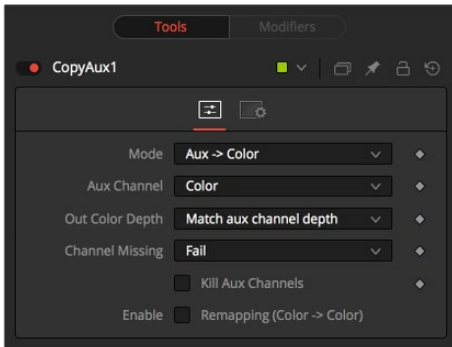 Tools Modifiers
CopyAux1
Mode Aux -> Color
Aux Channel Color
Out Color Depth Match aux channel depth
Channel Missing Fail
Kill Aux Channels
Enable Remapping (Color -> Color)